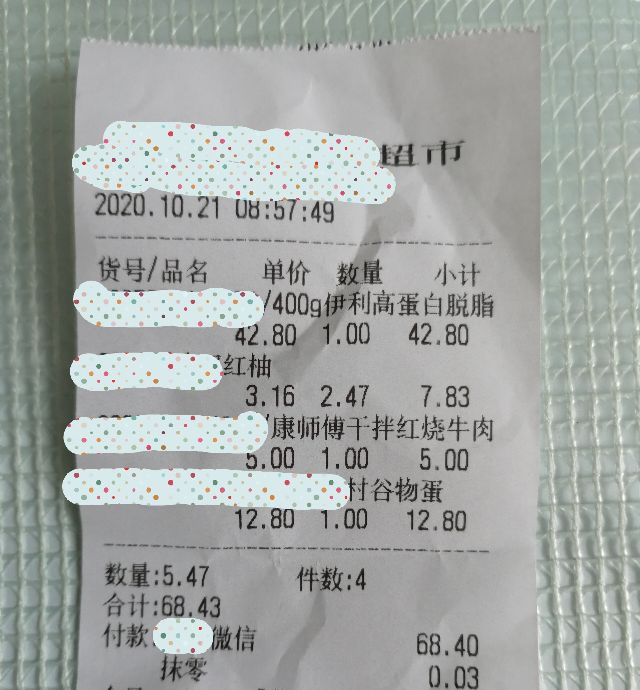 超市
2020.10.21 08:57:49
货号/品名 单价 数量 小计
/400g伊利高蛋白脱脂
42.80 1.00 42.80
红柚
3.16 2.47 7.83
/康师傅干拌红烧牛肉
5.00 1.00 5.00
村谷物蛋
12.80 1.00 12.80
数量:5.47 件数:4
合计:68.43
付款 微信 68.40
抹零 0.03